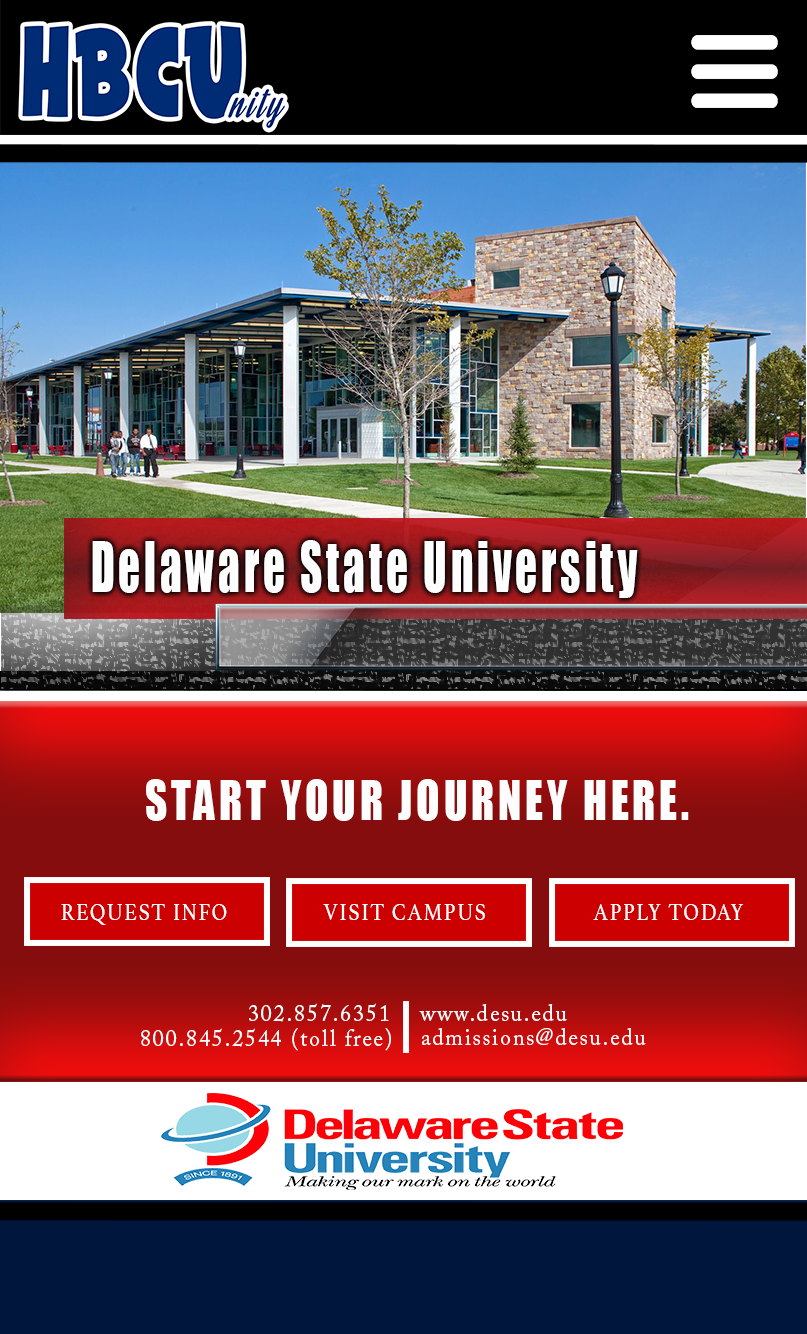 HBCUnity
Delaware State University
START YOUR JOURNEY HERE.
REQUEST INFO
VISIT CAMPUS
APPLY TODAY
302.857.6351
800.845.2544 (toll free)
www.desu.edu
admissions@desu.edu
Delaware State
University
SINCE 1891
Making our mark on the world